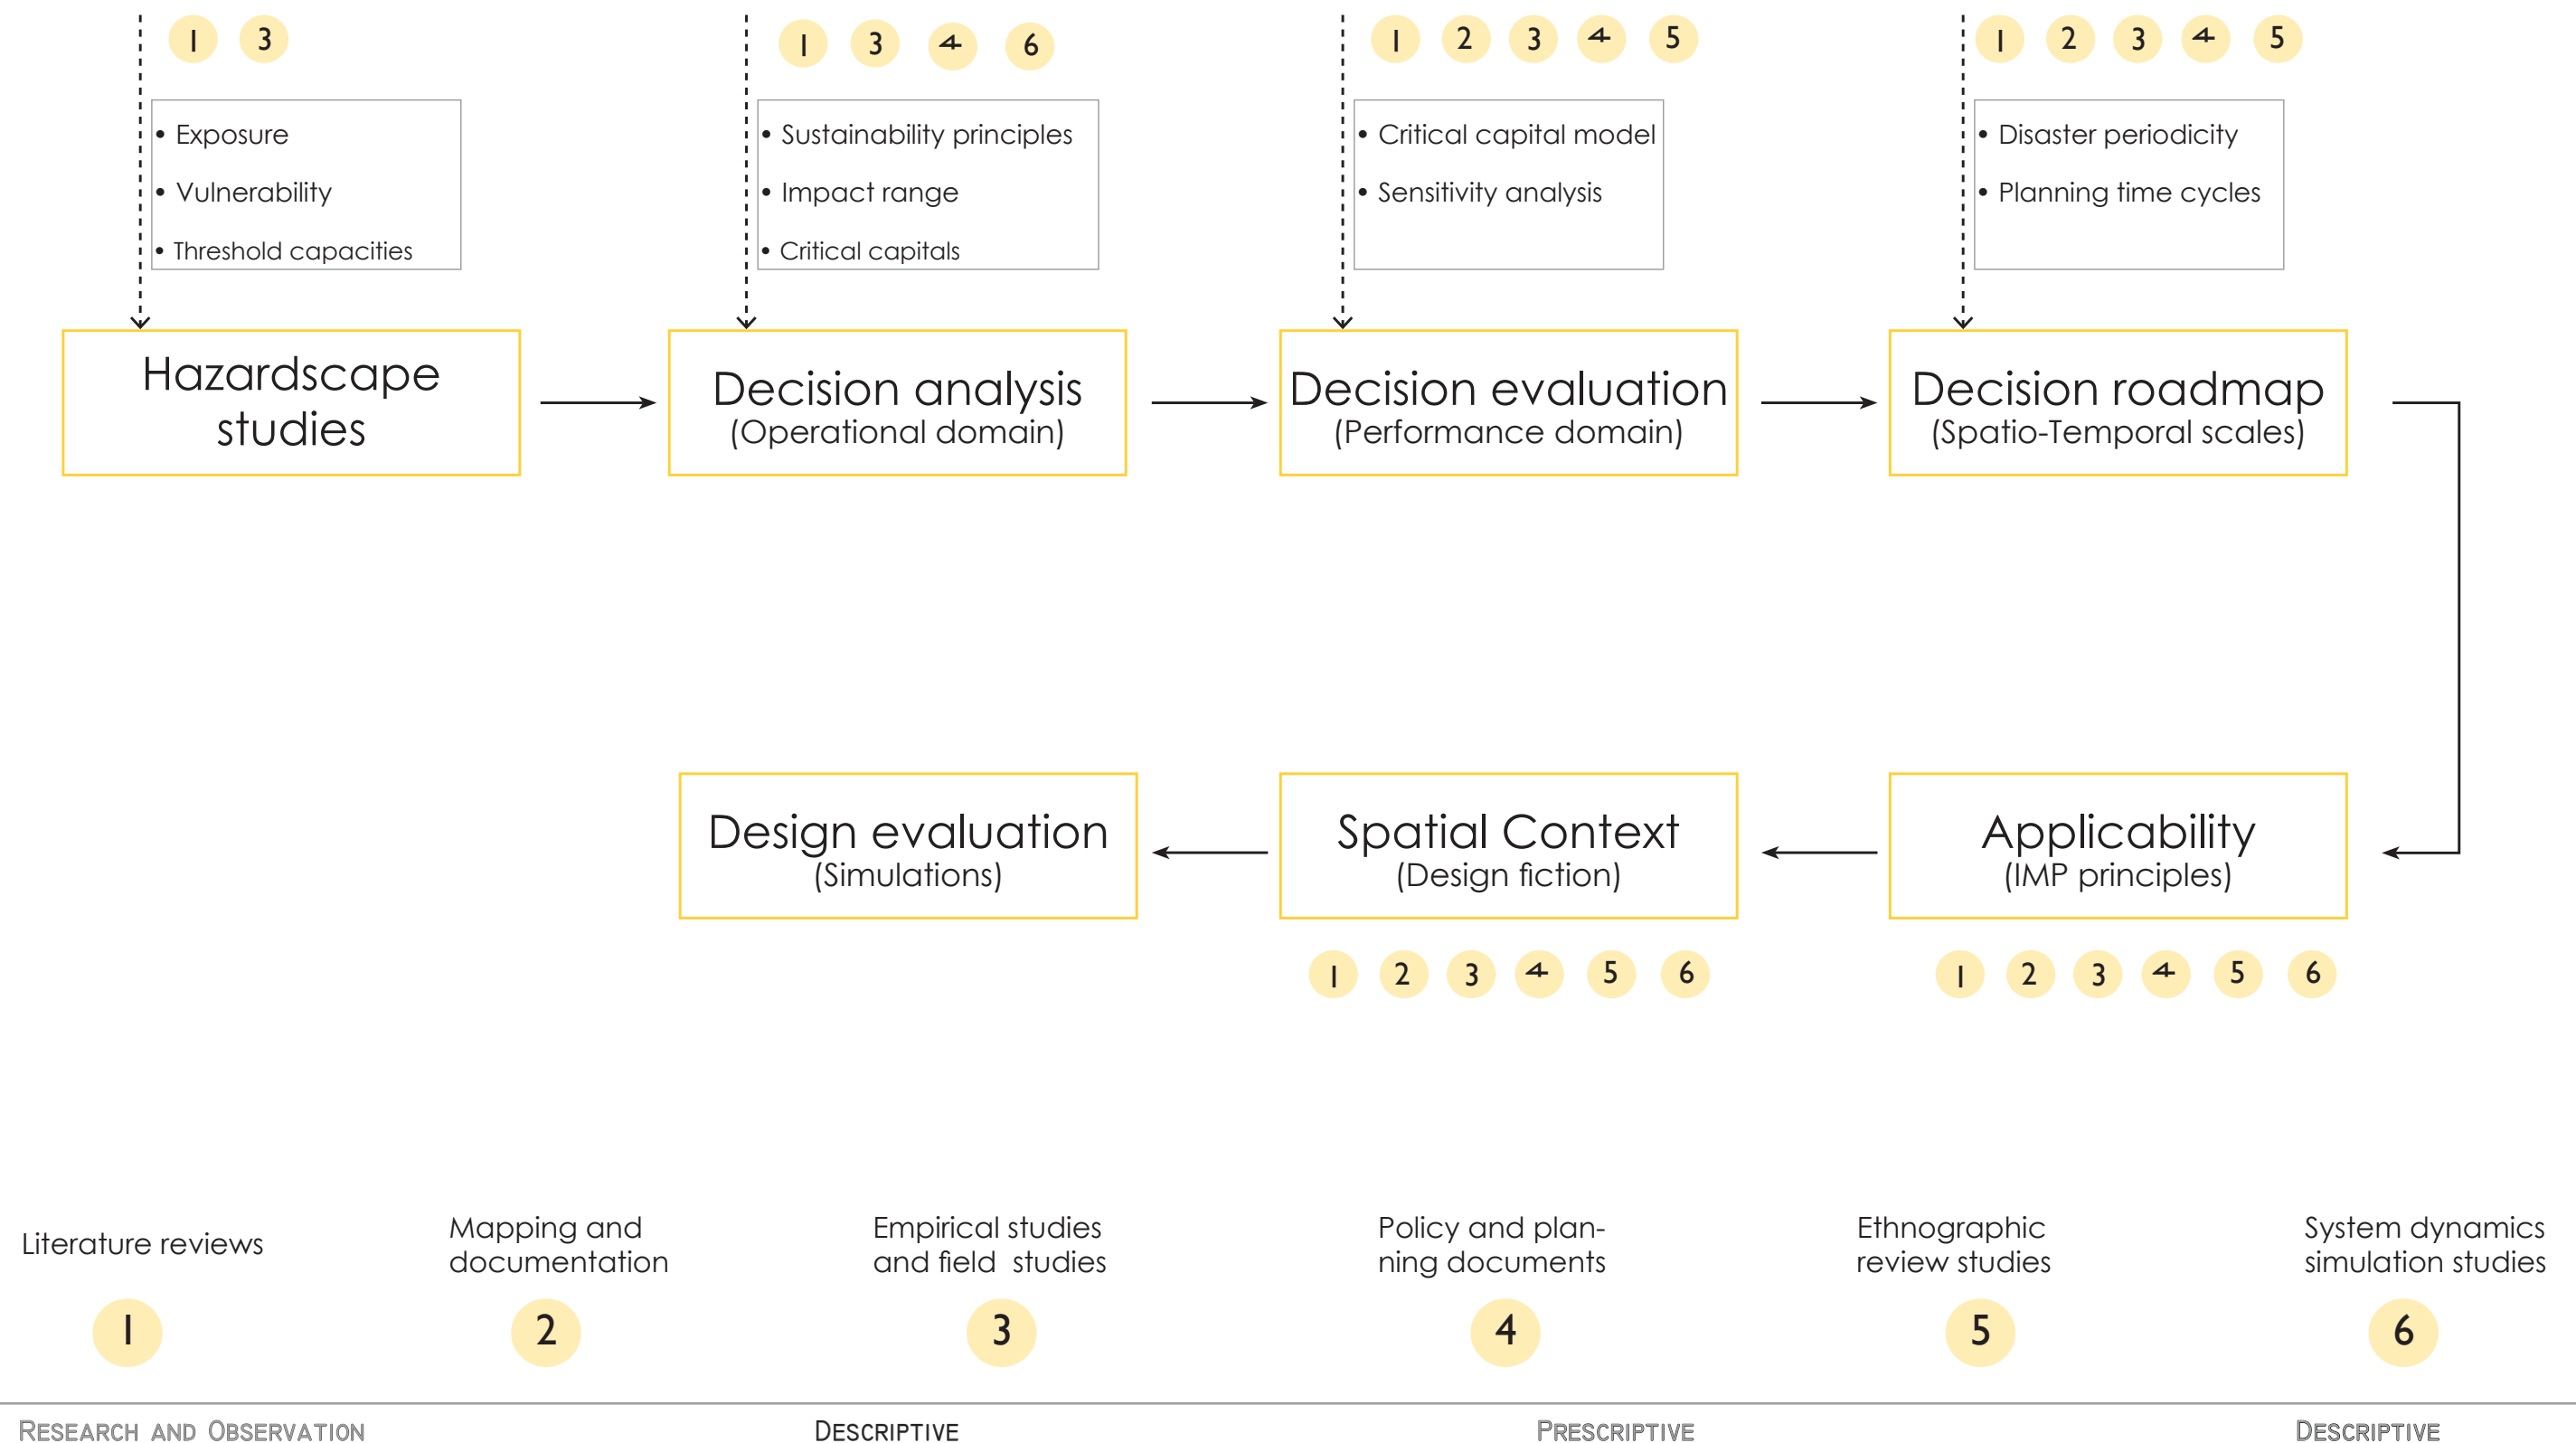 1 3
1 3 4 6
1 2 3 4 5
1 2 3 4 5
• Exposure
• Vulnerability
• Threshold capacities
• Sustainability principles
• Impact range
• Critical capitals
• Critical capital model
• Sensitivity analysis
• Disaster periodicity
• Planning time cycles
Hazardscape
studies
Decision analysis
(Operational domain)
Decision evaluation
(Performance domain)
Decision roadmap
(Spatio-Temporal scales)
Design evaluation
(Simulations)
Spatial Context
(Design fiction)
Applicability
(IMP principles)
1 2 3 4 5 6
1 2 3 4 5 6
Literature reviews
1
Mapping and
documentation
2
Empirical studies
and field studies
3
Policy and plan-
ning documents
4
Ethnographic
review studies
5
System dynamics
simulation studies
6
Research and Observation
Descriptive
Prescriptive
Descriptive